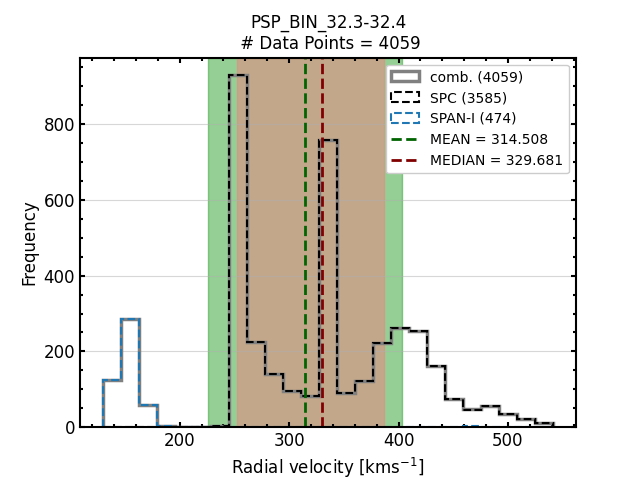 PSP_BIN_32.3-32.4
# Data Points = 4059
comb. (4059)
SPC (3585)
SPAN-I (474)
MEAN = 314.508
MEDIAN = 329.681
Frequency
800
600
400
200
0
200 300 400 500
Radial velocity [kms⁻¹]